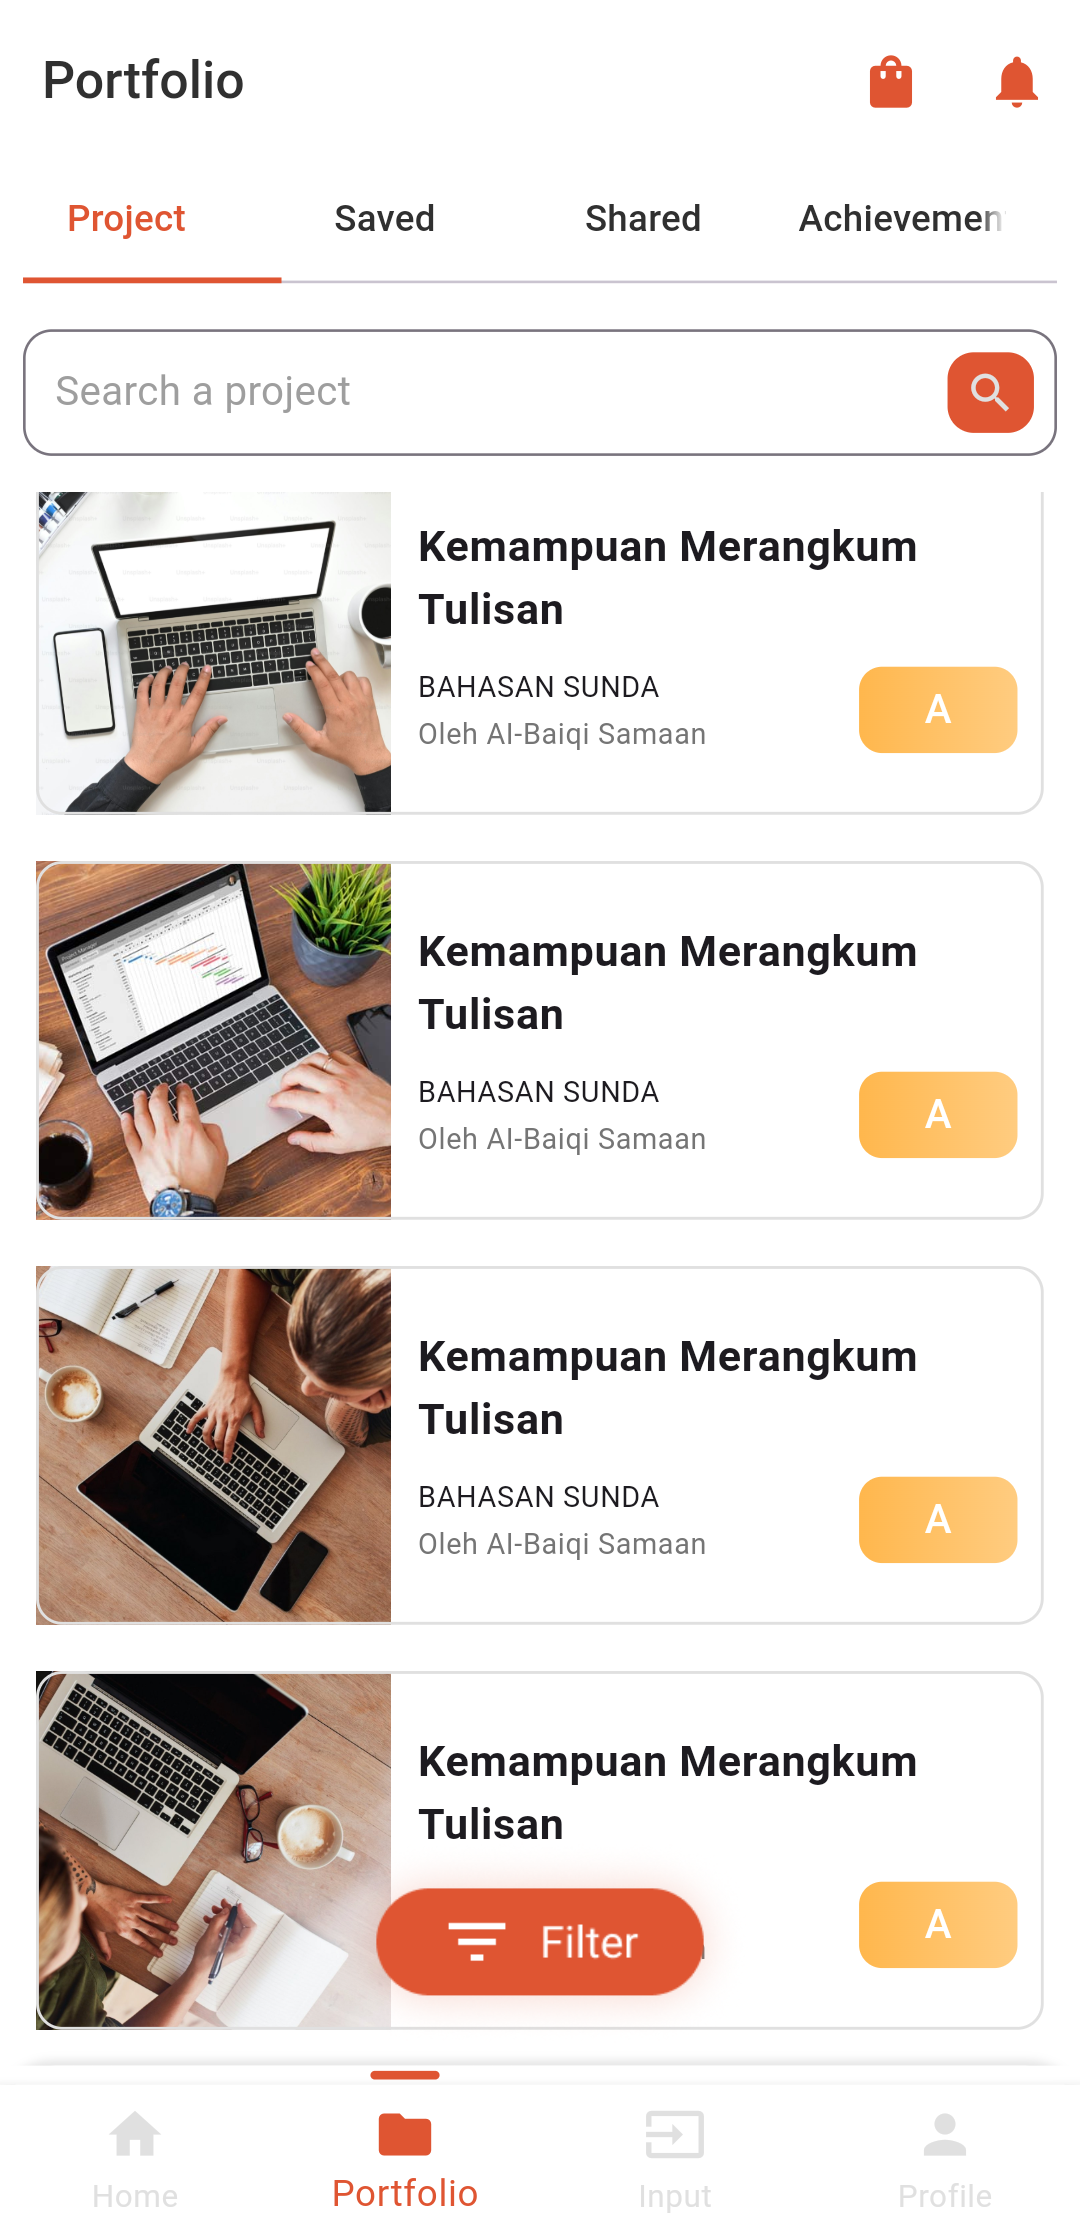 Portfolio
Project Saved Shared Achievemen
Search a project
Kemampuan Merangkum
Tulisan
BAHASAN SUNDA
Oleh Al-Baiqi Samaan
A
Kemampuan Merangkum
Tulisan
BAHASAN SUNDA
Oleh Al-Baiqi Samaan
A
Kemampuan Merangkum
Tulisan
BAHASAN SUNDA
Oleh Al-Baiqi Samaan
A
Kemampuan Merangkum
Tulisan
A
Filter
Home Portfolio Input Profile